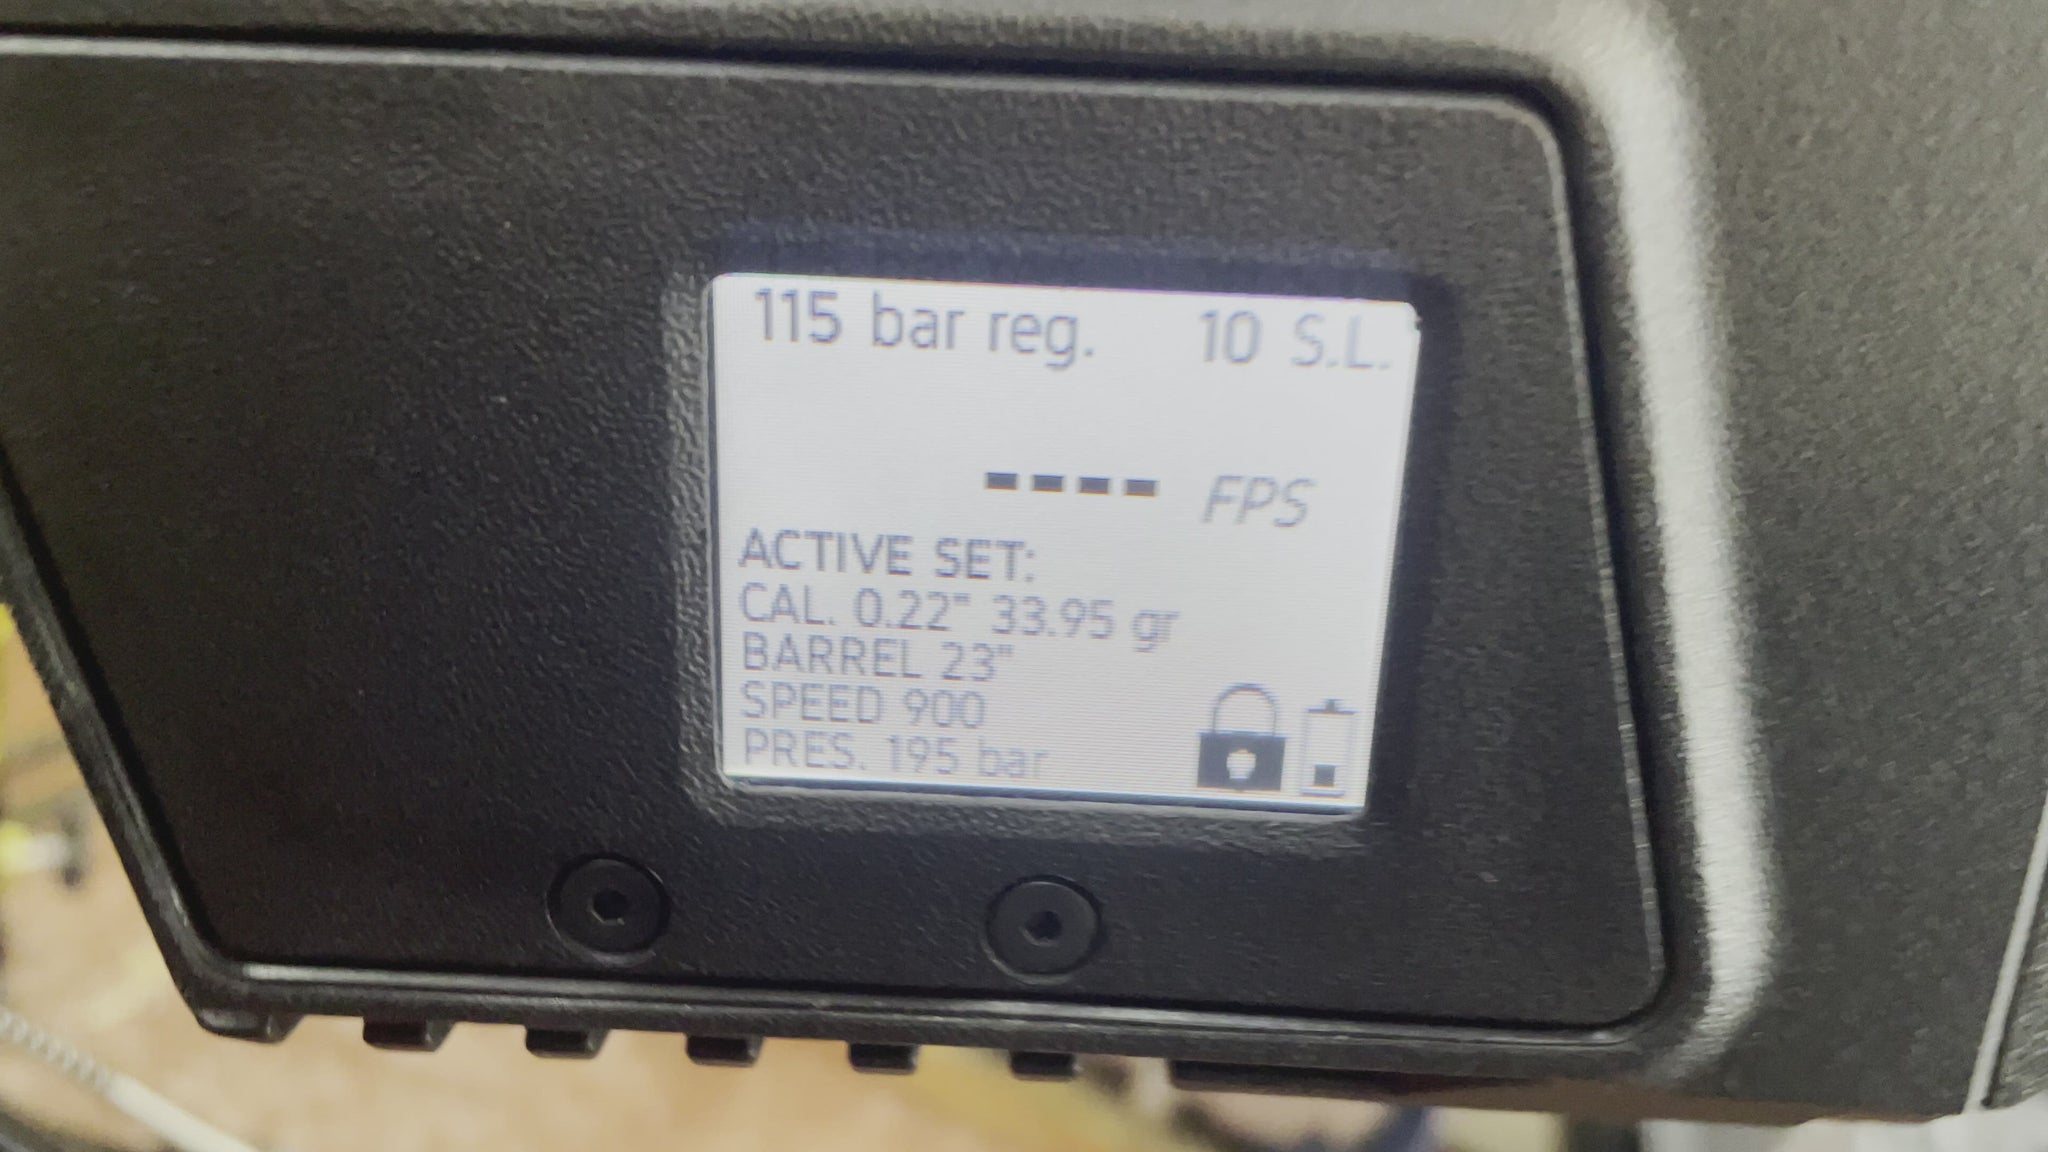 115 bar reg. 10 S.L.
---- FPS
ACTIVE SET:
CAL. 0.22" 33.95 gr
BARREL 23"
SPEED 900
PRES. 195 bar